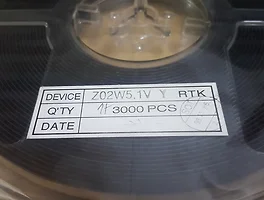 DEVICE Z02W5.1V Y RTK
Q'TY 3000 PCS
DATE